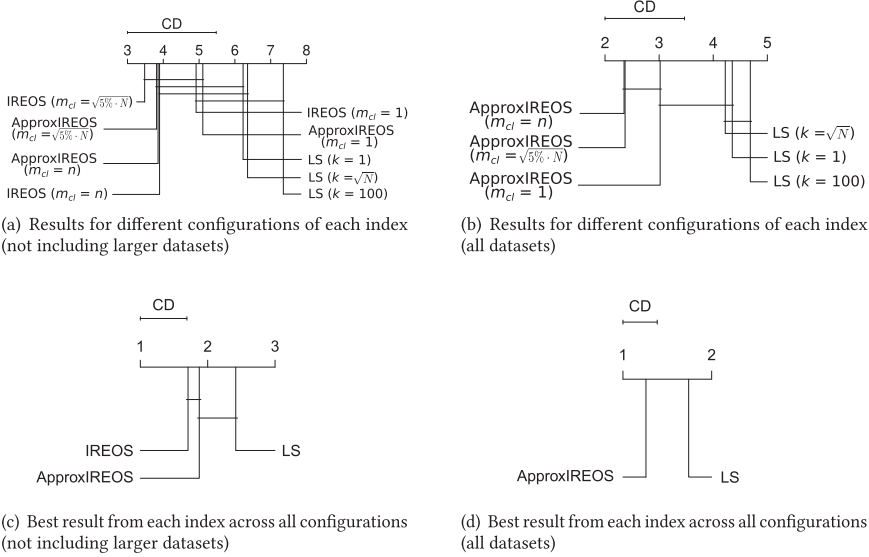 CD
3 4 5 6 7 8
IREOS (m_cl = √5% · N)
ApproxIREOS
(m_cl = √5% · N)
ApproxIREOS
(m_cl = n)
IREOS (m_cl = n)
IREOS (m_cl = 1)
ApproxIREOS
(m_cl = 1)
LS (k = 1)
LS (k = √N)
LS (k = 100)
(a) Results for different configurations of each index
(not including larger datasets)
CD
2 3 4 5
ApproxIREOS
(m_cl = n)
ApproxIREOS
(m_cl = √5% · N)
ApproxIREOS
(m_cl = 1)
LS (k = √N)
LS (k = 1)
LS (k = 100)
(b) Results for different configurations of each index
(all datasets)
CD
1 2 3
IREOS
ApproxIREOS
LS
(c) Best result from each index across all configurations
(not including larger datasets)
CD
1 2
ApproxIREOS
LS
(d) Best result from each index across all configurations
(all datasets)